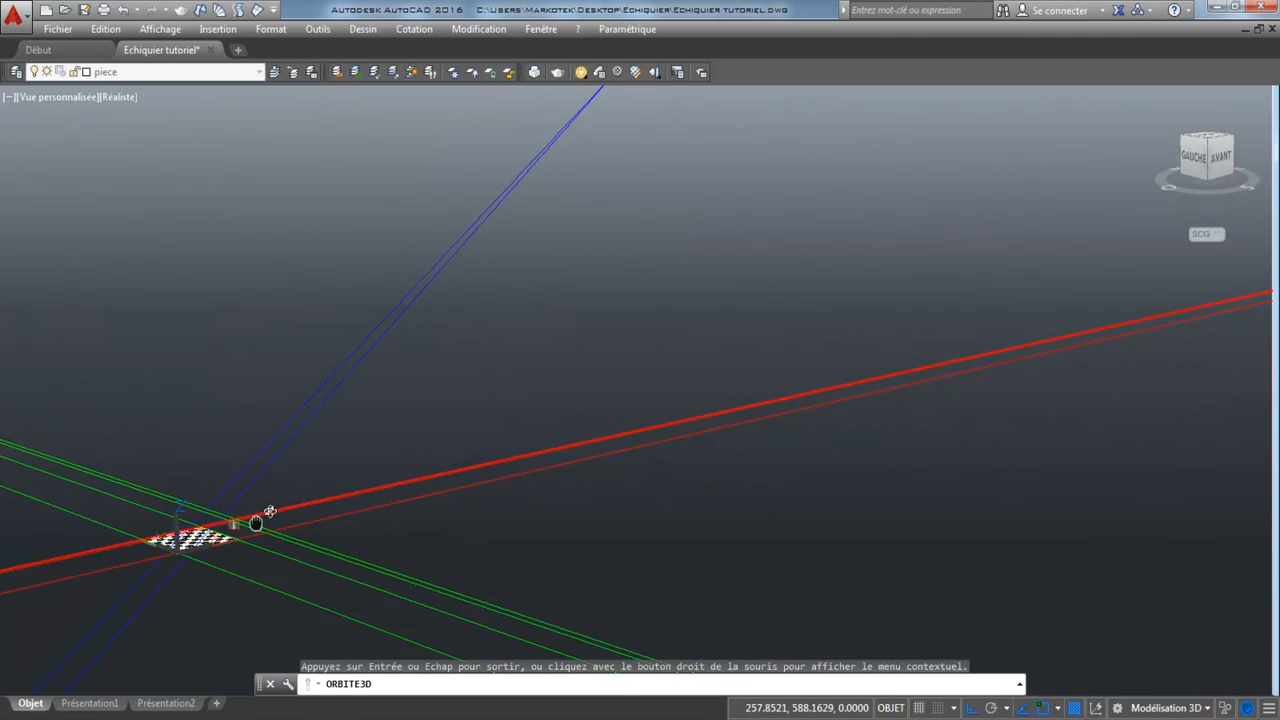 AUTODESK AUTOCAD 2016 C:\USERS\MARKOTEK\DESKTOP\ECHIQUIER\ECHIQUIER TUTORIEL.DWG
Entrez mot-clé ou expression
Se connecter
Fichier Edition Affichage Insertion Format Outils Dessin Cotation Modification Fenêtre ? Paramétrique
Début Echiquier tutoriel*
piece
[−][Vue personnalisée][Réaliste]
GAUCHE AVANT
SCG
Z
Appuyez sur Entrée ou Echap pour sortir, ou cliquez avec le bouton droit de la souris pour afficher le menu contextuel.
ORBITE3D
Objet Présentation1 Présentation2
257.8521, 588.1629, 0.0000 OBJET Modélisation 3D